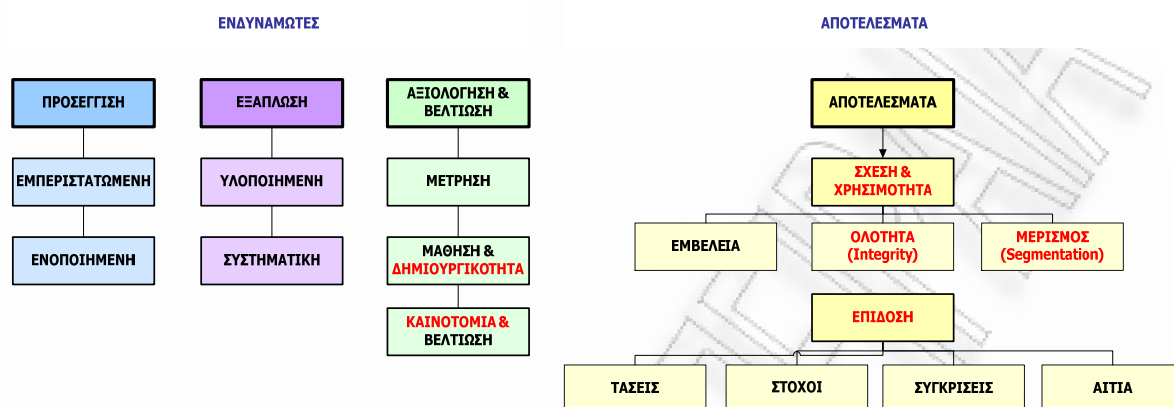 ΕΝΔΥΝΑΜΩΤΕΣ
ΠΡΟΣΕΓΓΙΣΗ
ΕΜΠΕΡΙΣΤΑΤΩΜΕΝΗ
ΕΝΟΠΟΙΗΜΕΝΗ
ΕΞΑΠΛΩΣΗ
ΥΛΟΠΟΙΗΜΕΝΗ
ΣΥΣΤΗΜΑΤΙΚΗ
ΑΞΙΟΛΟΓΗΣΗ &
ΒΕΛΤΙΩΣΗ
ΜΕΤΡΗΣΗ
ΜΑΘΗΣΗ &
ΔΗΜΙΟΥΡΓΙΚΟΤΗΤΑ
ΚΑΙΝΟΤΟΜΙΑ &
ΒΕΛΤΙΩΣΗ
ΑΠΟΤΕΛΕΣΜΑΤΑ
ΑΠΟΤΕΛΕΣΜΑΤΑ
ΣΧΕΣΗ &
ΧΡΗΣΙΜΟΤΗΤΑ
ΕΜΒΕΛΕΙΑ
ΟΛΟΤΗΤΑ
(Integrity)
ΜΕΡΙΣΜΟΣ
(Segmentation)
ΕΠΙΔΟΣΗ
ΤΑΣΕΙΣ
ΣΤΟΧΟΙ
ΣΥΓΚΡΙΣΕΙΣ
ΑΙΤΙΑ